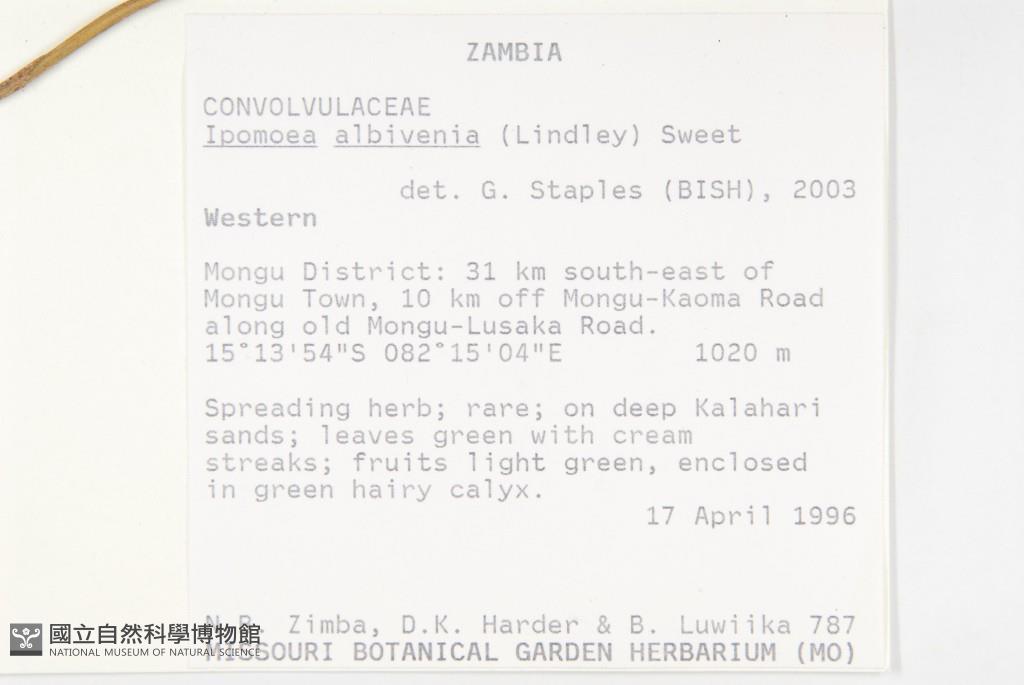 ZAMBIA
CONVOLVULACEAE
Ipomoea albivenia (Lindley) Sweet
det. G. Staples (BISH), 2003
Western
Mongu District: 31 km south-east of
Mongu Town, 10 km off Mongu-Kaoma Road
along old Mongu-Lusaka Road.
15°13'54"S 082°15'04"E 1020 m
Spreading herb; rare; on deep Kalahari
sands; leaves green with cream
streaks; fruits light green, enclosed
in green hairy calyx.
17 April 1996
Zimba, D.K. Harder & B. Luwiika 787
MISSOURI BOTANICAL GARDEN HERBARIUM (MO)
國立自然科學博物館
NATIONAL MUSEUM OF NATURAL SCIENCE